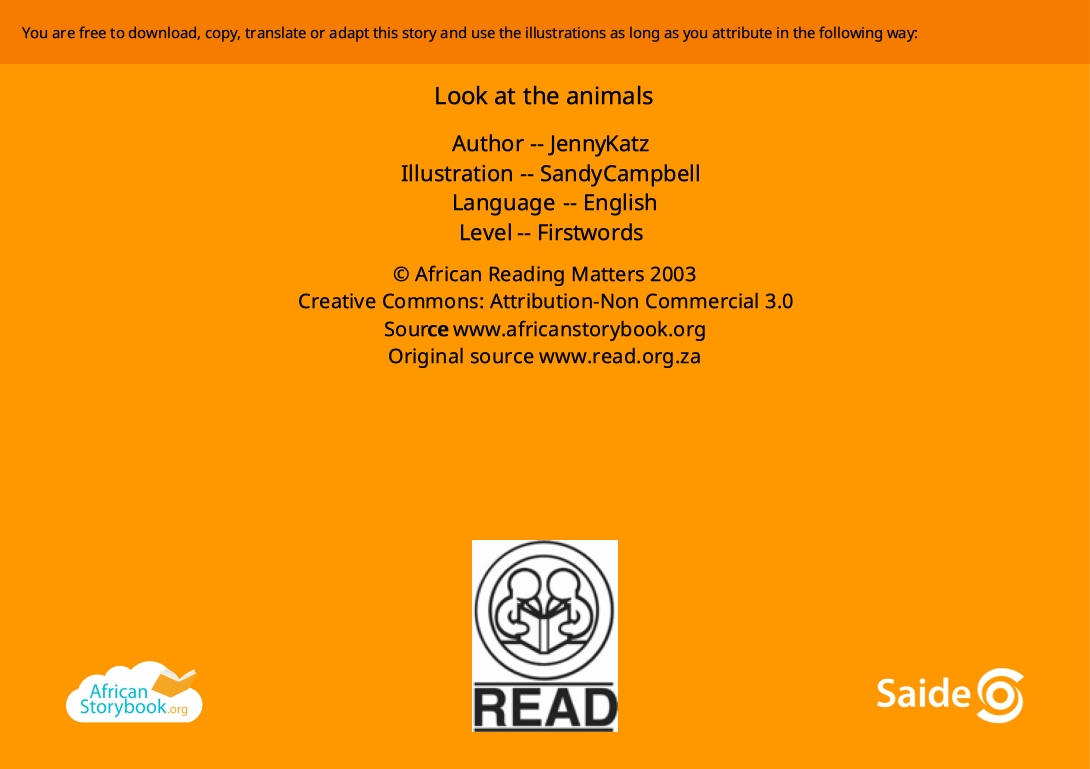 You are free to download, copy, translate or adapt this story and use the illustrations as long as you attribute in the following way:
Look at the animals
Author -- JennyKatz
Illustration -- SandyCampbell
Language -- English
Level -- Firstwords
© African Reading Matters 2003
Creative Commons: Attribution-Non Commercial 3.0
Source www.africanstorybook.org
Original source www.read.org.za
African
Storybook.org
READ
Saide